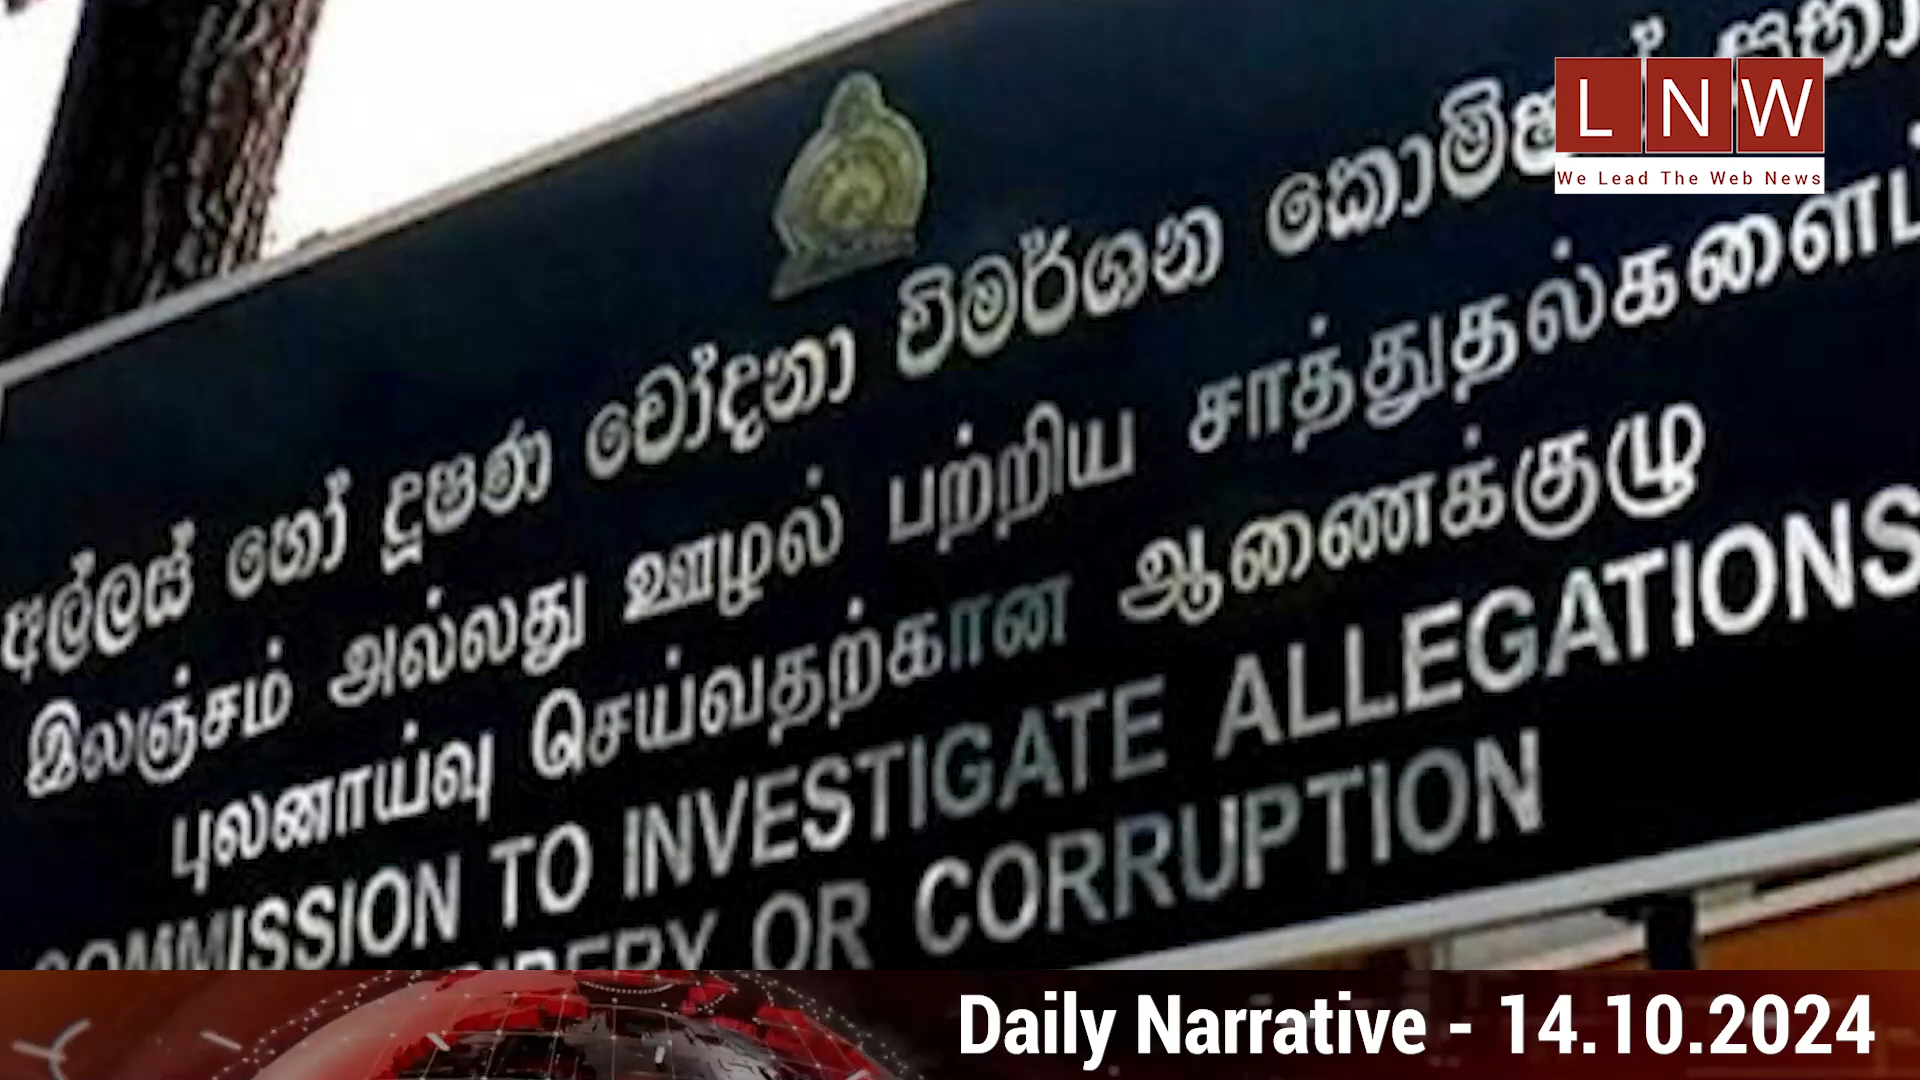 LNW
We Lead The Web News
අල්ලස් හෝ දූෂණ චෝදනා විමර්ශන
இலஞ்சம் அல்லது ஊழல் பற்றிய சாத்துதல்களைப்
புலனாய்வு செய்வதற்கான ஆணைக்குழு
COMMISSION TO INVESTIGATE ALLEGATIONS
OR CORRUPTION
Daily Narrative - 14.10.2024